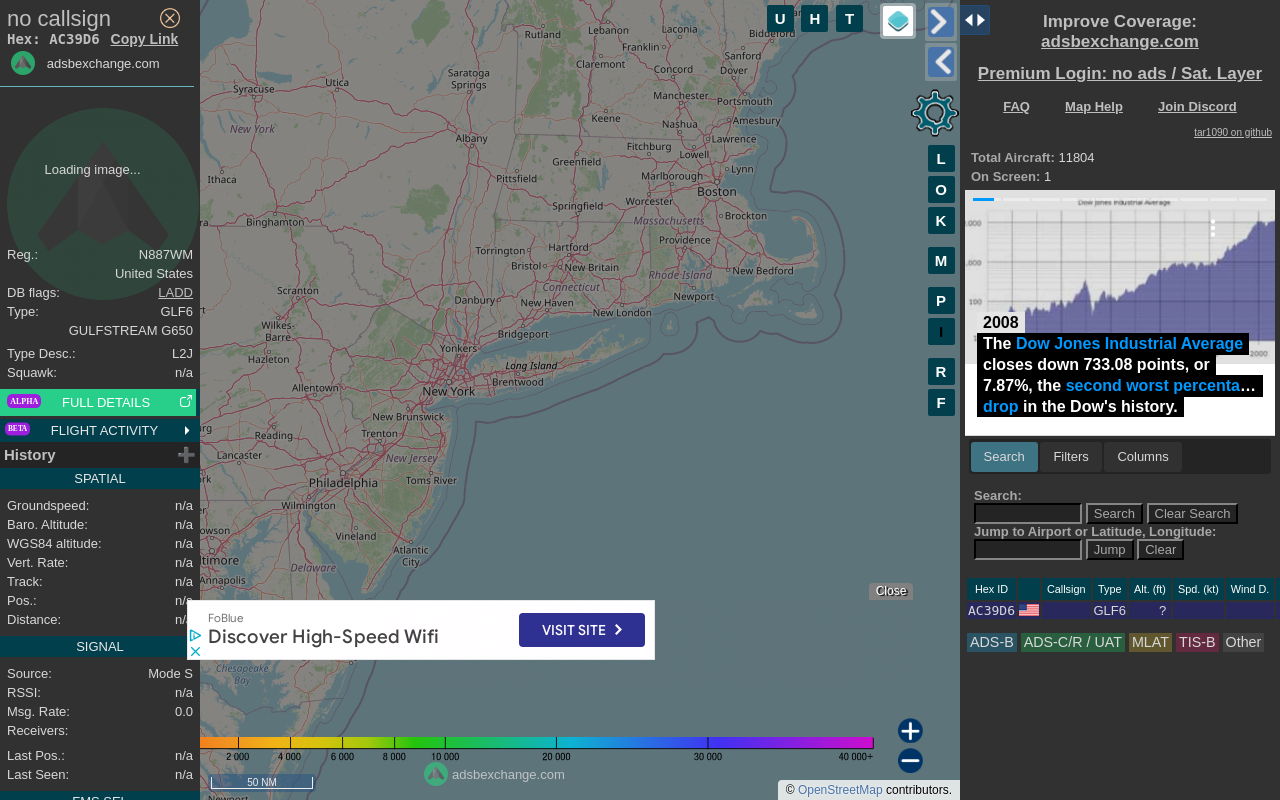 no callsign
Hex: AC39D6 Copy Link
adsbexchange.com
Loading image...
Reg.: N887WM
United States
DB flags: LADD
Type: GLF6
GULFSTREAM G650
Type Desc.: L2J
Squawk: n/a
ALPHA FULL DETAILS
BETA FLIGHT ACTIVITY
History
SPATIAL
Groundspeed: n/a
Baro. Altitude: n/a
WGS84 altitude: n/a
Vert. Rate: n/a
Track: n/a
Pos.: n/a
Distance:
SIGNAL
Source: Mode S
RSSI: n/a
Msg. Rate: 0.0
Receivers:
Last Pos.: n/a
Last Seen: n/a
U H T
L
O
K
M
P
I
R
F
Rutland
Lebanon
Laconia
Biddeford
Franklin
Sanford
Claremont
Concord
Dover
Saratoga
Springs
Utica
Syracuse
Manchester
Portsmouth
Keene
Nashua
Amesbury
New York
Albany
Lawrence
Fitchburg
Lowell
Greenfield
Lynn
Ithaca
Pittsfield
Marlborough
Boston
Worcester
Springfield
Massachusetts
Brockton
Binghamton
Torrington
Hartford
Providence
Bristol
New Britain
New Bedford
Rhode Island
Connecticut
Scranton
Danbury
New Haven
Newport
New London
Wilkes-
Barre
Bridgeport
Hazleton
Yonkers
Long Island
Brentwood
Allentown
New York
New Brunswick
Reading
Trenton
Lancaster
New Jersey
Philadelphia
Toms River
Wilmington
Vineland
Atlantic
City
Annapolis
Delaware
Chesapeake
Bay
Close
FoBlue
Discover High-Speed Wifi
VISIT SITE
2 000 4 000 6 000 8 000 10 000 20 000 30 000 40 000+
adsbexchange.com
50 NM
© OpenStreetMap contributors.
Improve Coverage:
adsbexchange.com
Premium Login: no ads / Sat. Layer
FAQ Map Help Join Discord
tar1090 on github
Total Aircraft: 11804
On Screen: 1
Dow Jones Industrial Average
100
2000
2008
The Dow Jones Industrial Average
closes down 733.08 points, or
7.87%, the second worst percenta...
drop in the Dow's history.
Search Filters Columns
Search:
Search Clear Search
Jump to Airport or Latitude, Longitude:
Jump Clear
Hex ID Callsign Type Alt. (ft) Spd. (kt) Wind D.
AC39D6 GLF6 ?
ADS-B ADS-C/R / UAT MLAT TIS-B Other